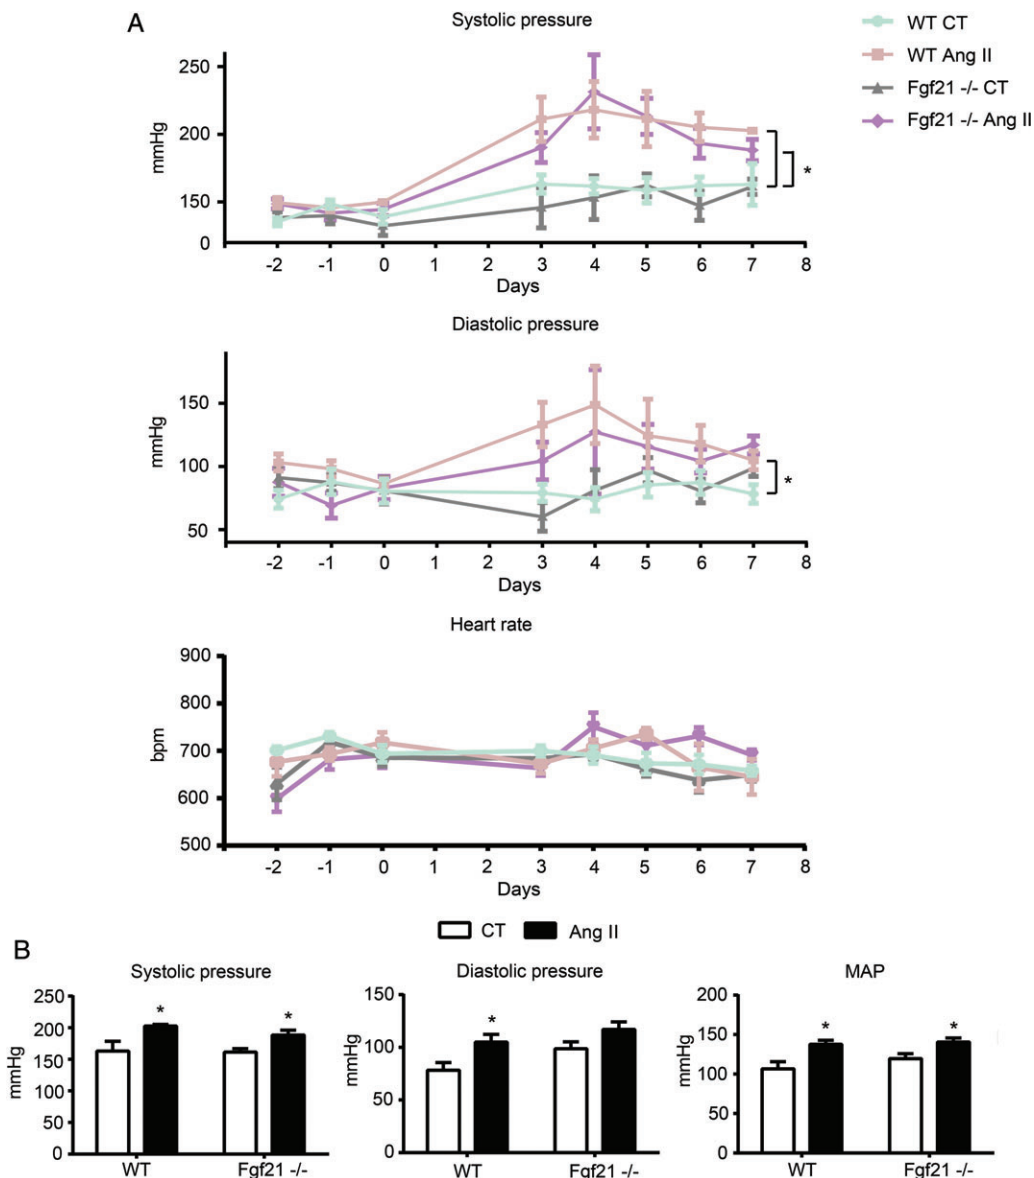 A
Systolic pressure
WT CT
WT Ang II
Fgf21 -/- CT
Fgf21 -/- Ang II
mmHg
250
200
150
0
*
-2 -1 0 1 2 3 4 5 6 7 8
Days
Diastolic pressure
mmHg
150
100
50
*
-2 -1 0 1 2 3 4 5 6 7 8
Days
Heart rate
bpm
900
800
700
600
500
-2 -1 0 1 2 3 4 5 6 7 8
Days
CT Ang II
B
Systolic pressure
mmHg
250
200
150
100
50
0
* *
WT Fgf21 -/-
Diastolic pressure
mmHg
150
100
50
0
*
WT Fgf21 -/-
MAP
mmHg
200
150
100
50
0
* *
WT Fgf21 -/-